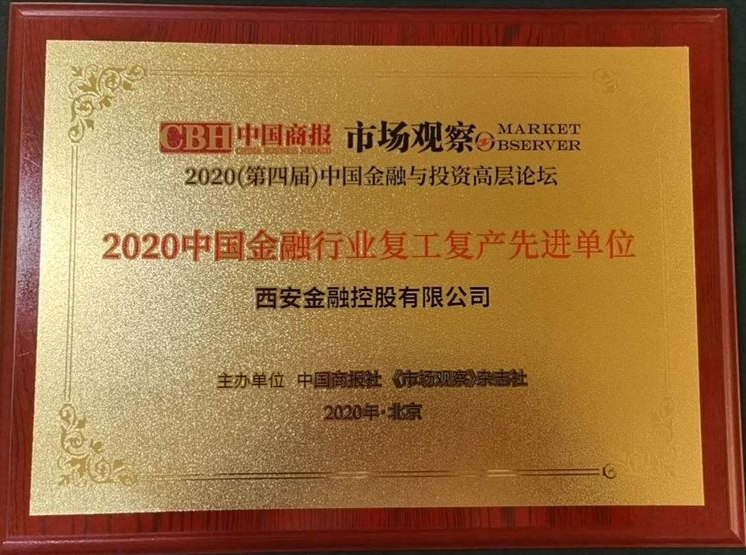 CBH 中国商报 市场观察 MARKET OBSERVER
2020(第四届)中国金融与投资高层论坛
2020中国金融行业复工复产先进单位
西安金融控股有限公司
主办单位 中国商报社 《市场观察》杂志社
2020年·北京